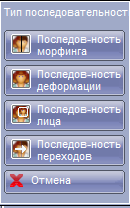 Тип последовательност
Последов-ность
морфинга
Последов-ность
деформации
Последов-ность
лица
Последов-ность
переходов
Отмена